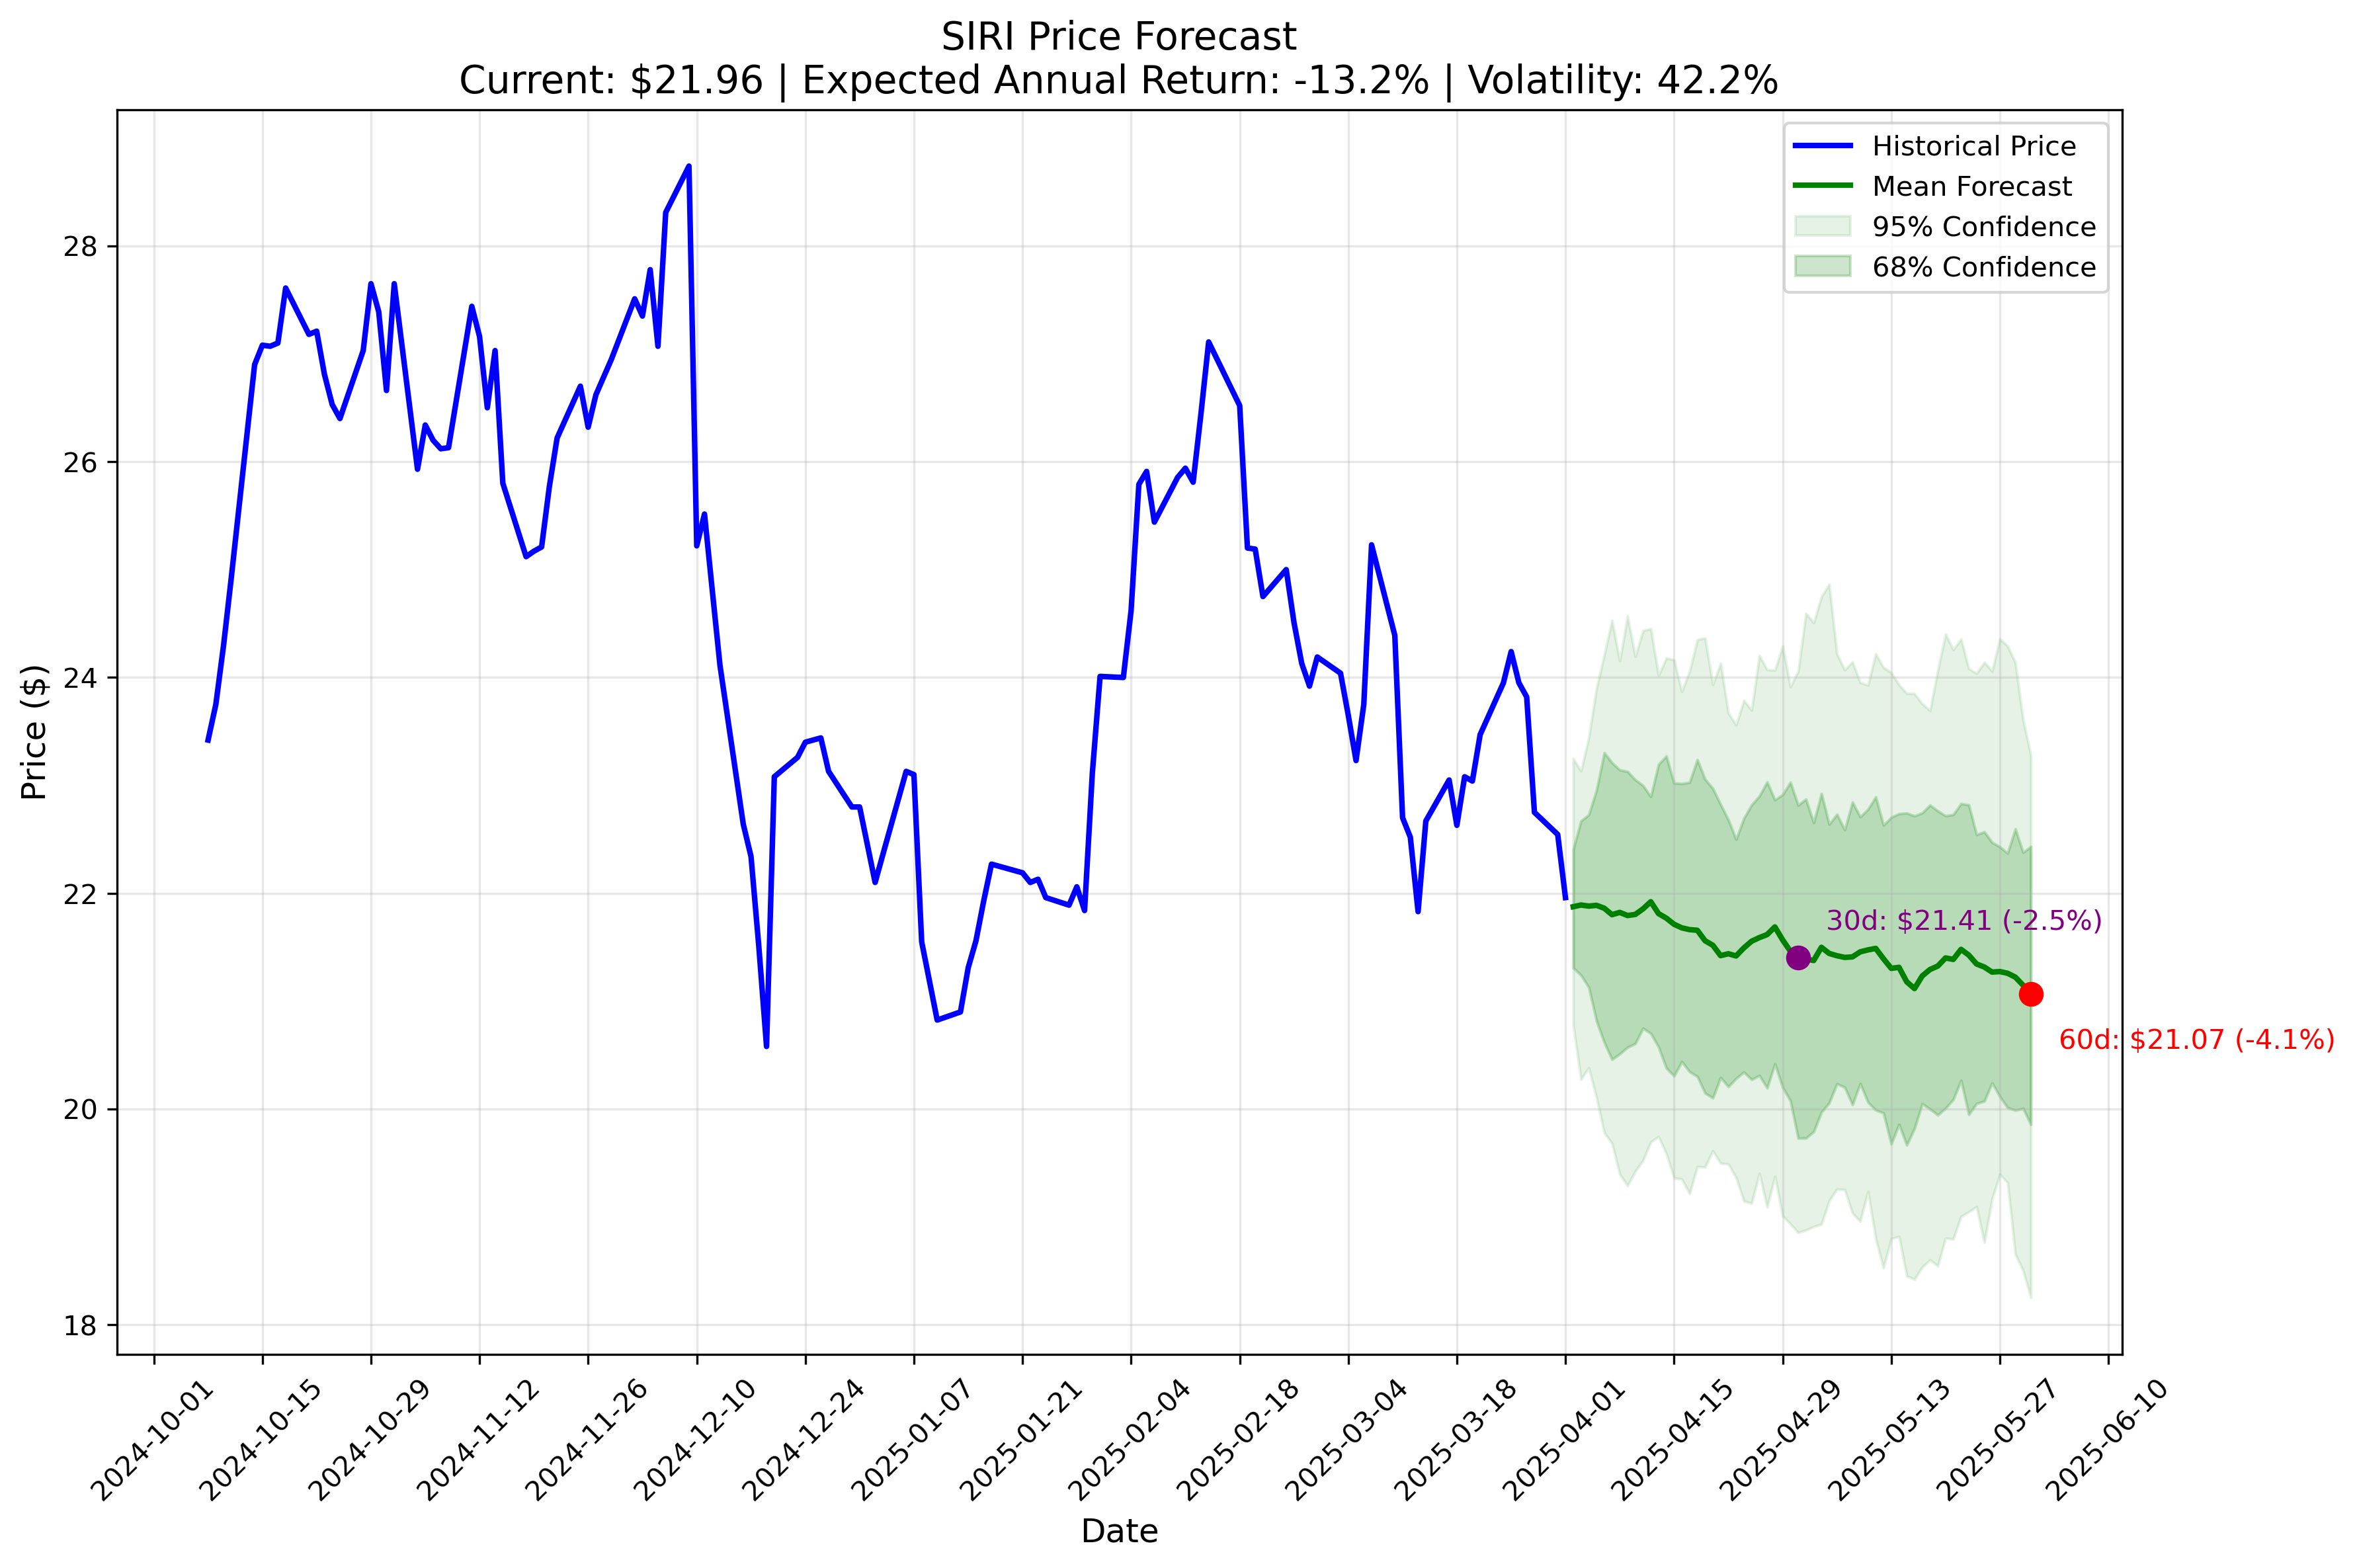 SIRI Price Forecast
Current: $21.96 | Expected Annual Return: -13.2% | Volatility: 42.2%
Historical Price
Mean Forecast
95% Confidence
68% Confidence
Price ($)
28
26
24
22
20
18
30d: $21.41 (-2.5%)
60d: $21.07 (-4.1%)
2024-10-01
2024-10-15
2024-10-29
2024-11-12
2024-11-26
2024-12-10
2024-12-24
2025-01-07
2025-01-21
2025-02-04
2025-02-18
2025-03-04
2025-03-18
2025-04-01
2025-04-15
2025-04-29
2025-05-13
2025-05-27
2025-06-10
Date